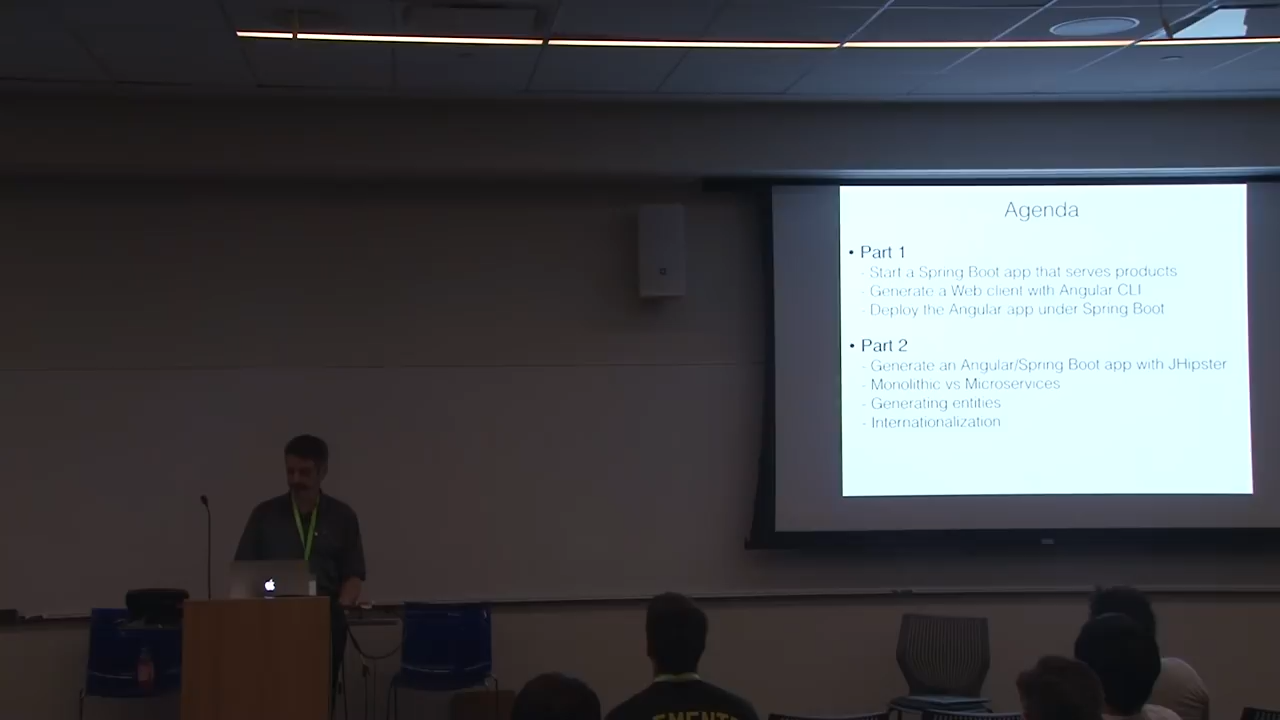 Agenda
• Part 1
- Start a Spring Boot app that serves products
- Generate a Web client with Angular CLI
- Deploy the Angular app under Spring Boot
• Part 2
- Generate an Angular/Spring Boot app with JHipster
- Monolithic vs Microservices
- Generating entities
- Internationalization